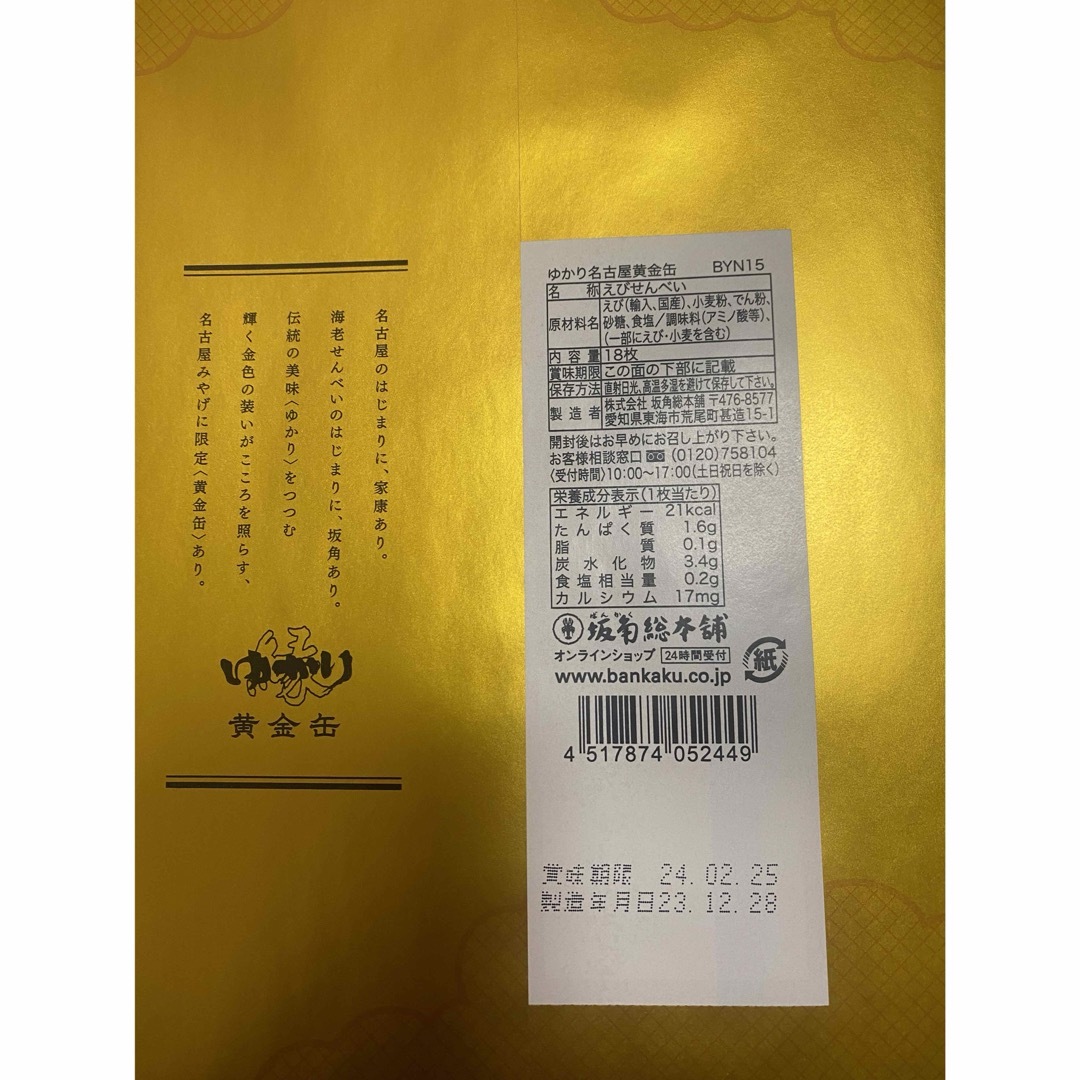 名古屋のはじまりに、家康あり。
海老せんべいのはじまりに、坂角あり。
伝統の美味〈ゆかり〉をつつむ
輝く金色の装いがこころを照らす、
名古屋みやげに限定〈黄金缶〉あり。
縁
ゆかり
黄金缶
ゆかり名古屋黄金缶 BYN15
名称 えびせんべい
原材料名 えび(輸入、国産)、小麦粉、でん粉、
砂糖、食塩/調味料(アミノ酸等)、
(一部にえび・小麦を含む)
内容量 18枚
賞味期限 この面の下部に記載
保存方法 直射日光、高温多湿を避けて保存して下さい。
製造者 株式会社 坂角総本舖 〒476-8577
愛知県東海市荒尾町甚造15-1
開封後はお早めにお召し上がり下さい。
お客様相談窓口 (0120)758104
〈受付時間〉10:00〜17:00(土日祝日を除く)
栄養成分表示(1枚当たり)
エネルギー 21kcal
たんぱく質 1.6g
脂質 0.1g
炭水化物 3.4g
食塩相当量 0.2g
カルシウム 17mg
ばんかく
坂角総本舖
オンラインショップ 24時間受付
www.bankaku.co.jp
紙
4 517874 052449
賞味期限 24.02.25
製造年月日23.12.28